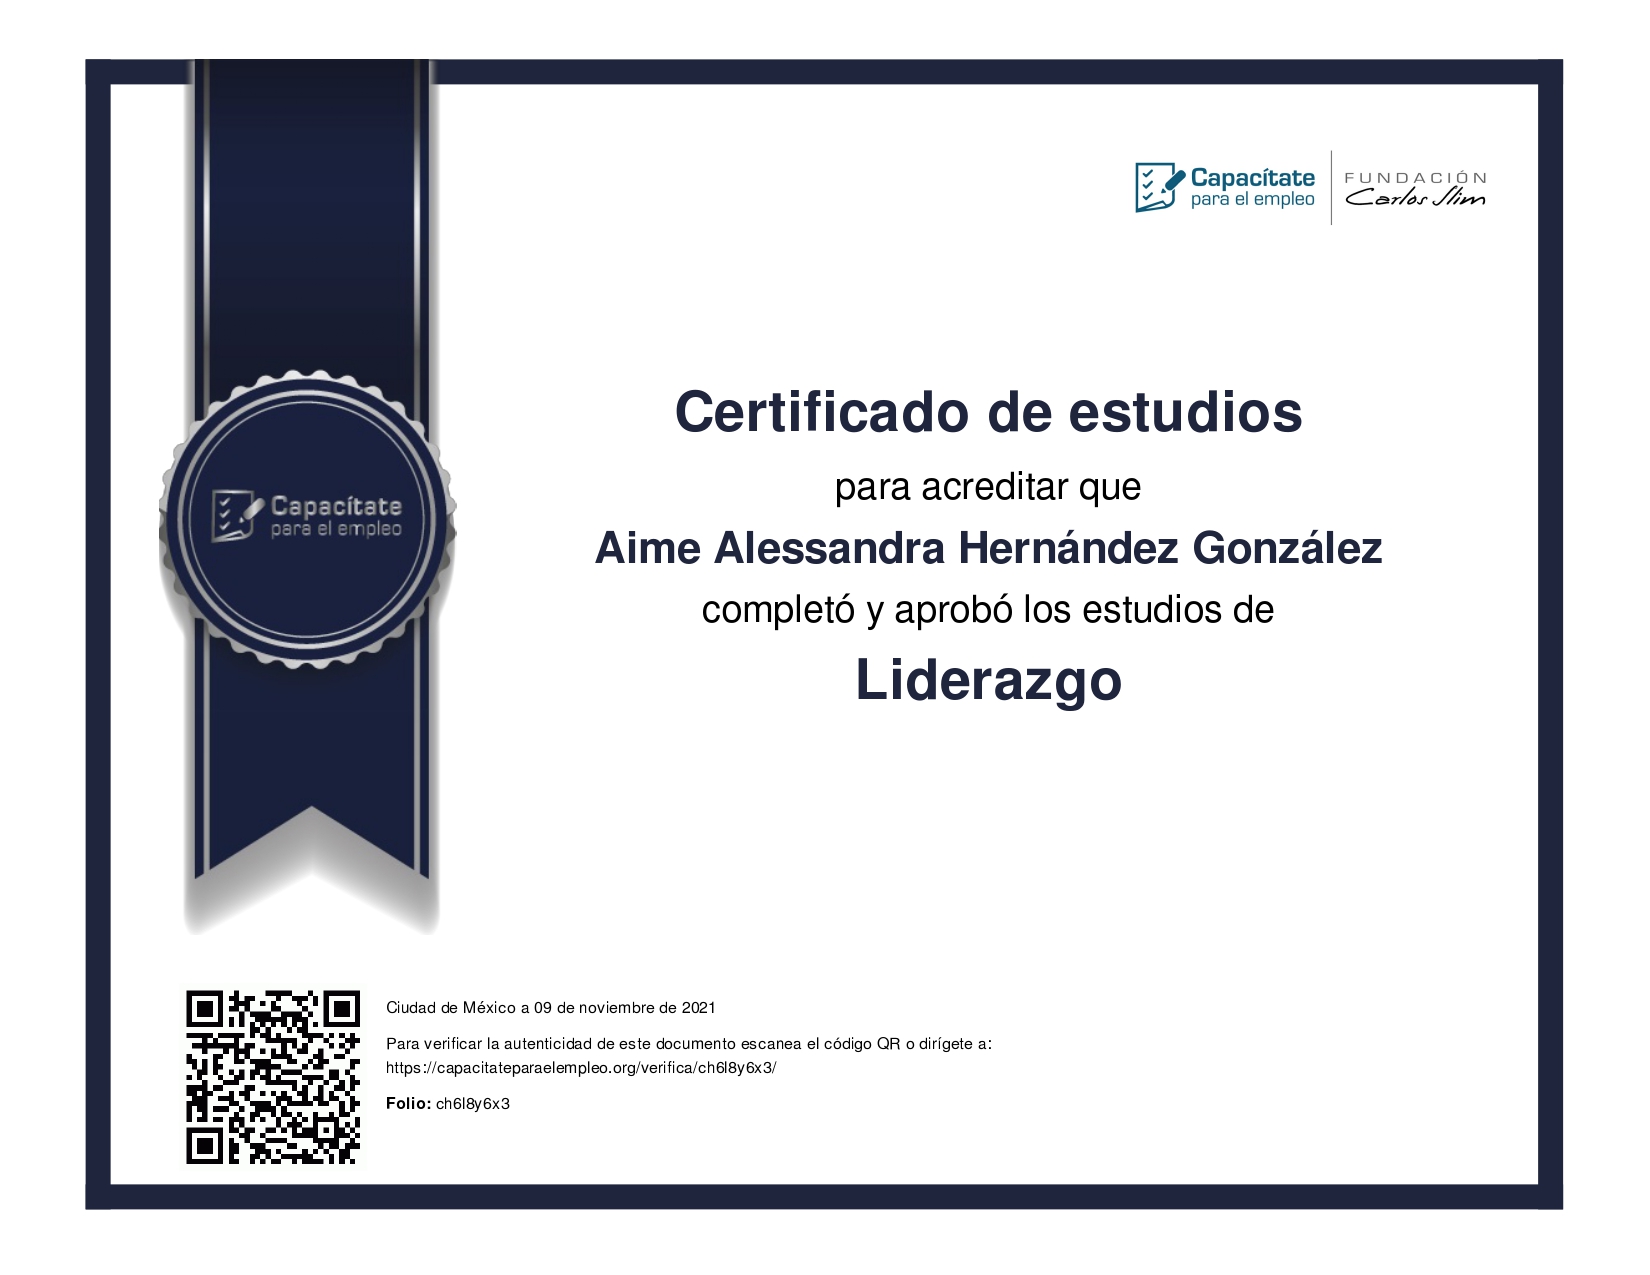 Capacítate
para el empleo
FUNDACIÓN
Carlos Slim
Certificado de estudios
para acreditar que
Aime Alessandra Hernández González
completó y aprobó los estudios de
Liderazgo
Capacítate
para el empleo
Ciudad de México a 09 de noviembre de 2021
Para verificar la autenticidad de este documento escanea el código QR o dirígete a:
https://capacitateparaelempleo.org/verifica/ch6l8y6x3/
Folio: ch6l8y6x3